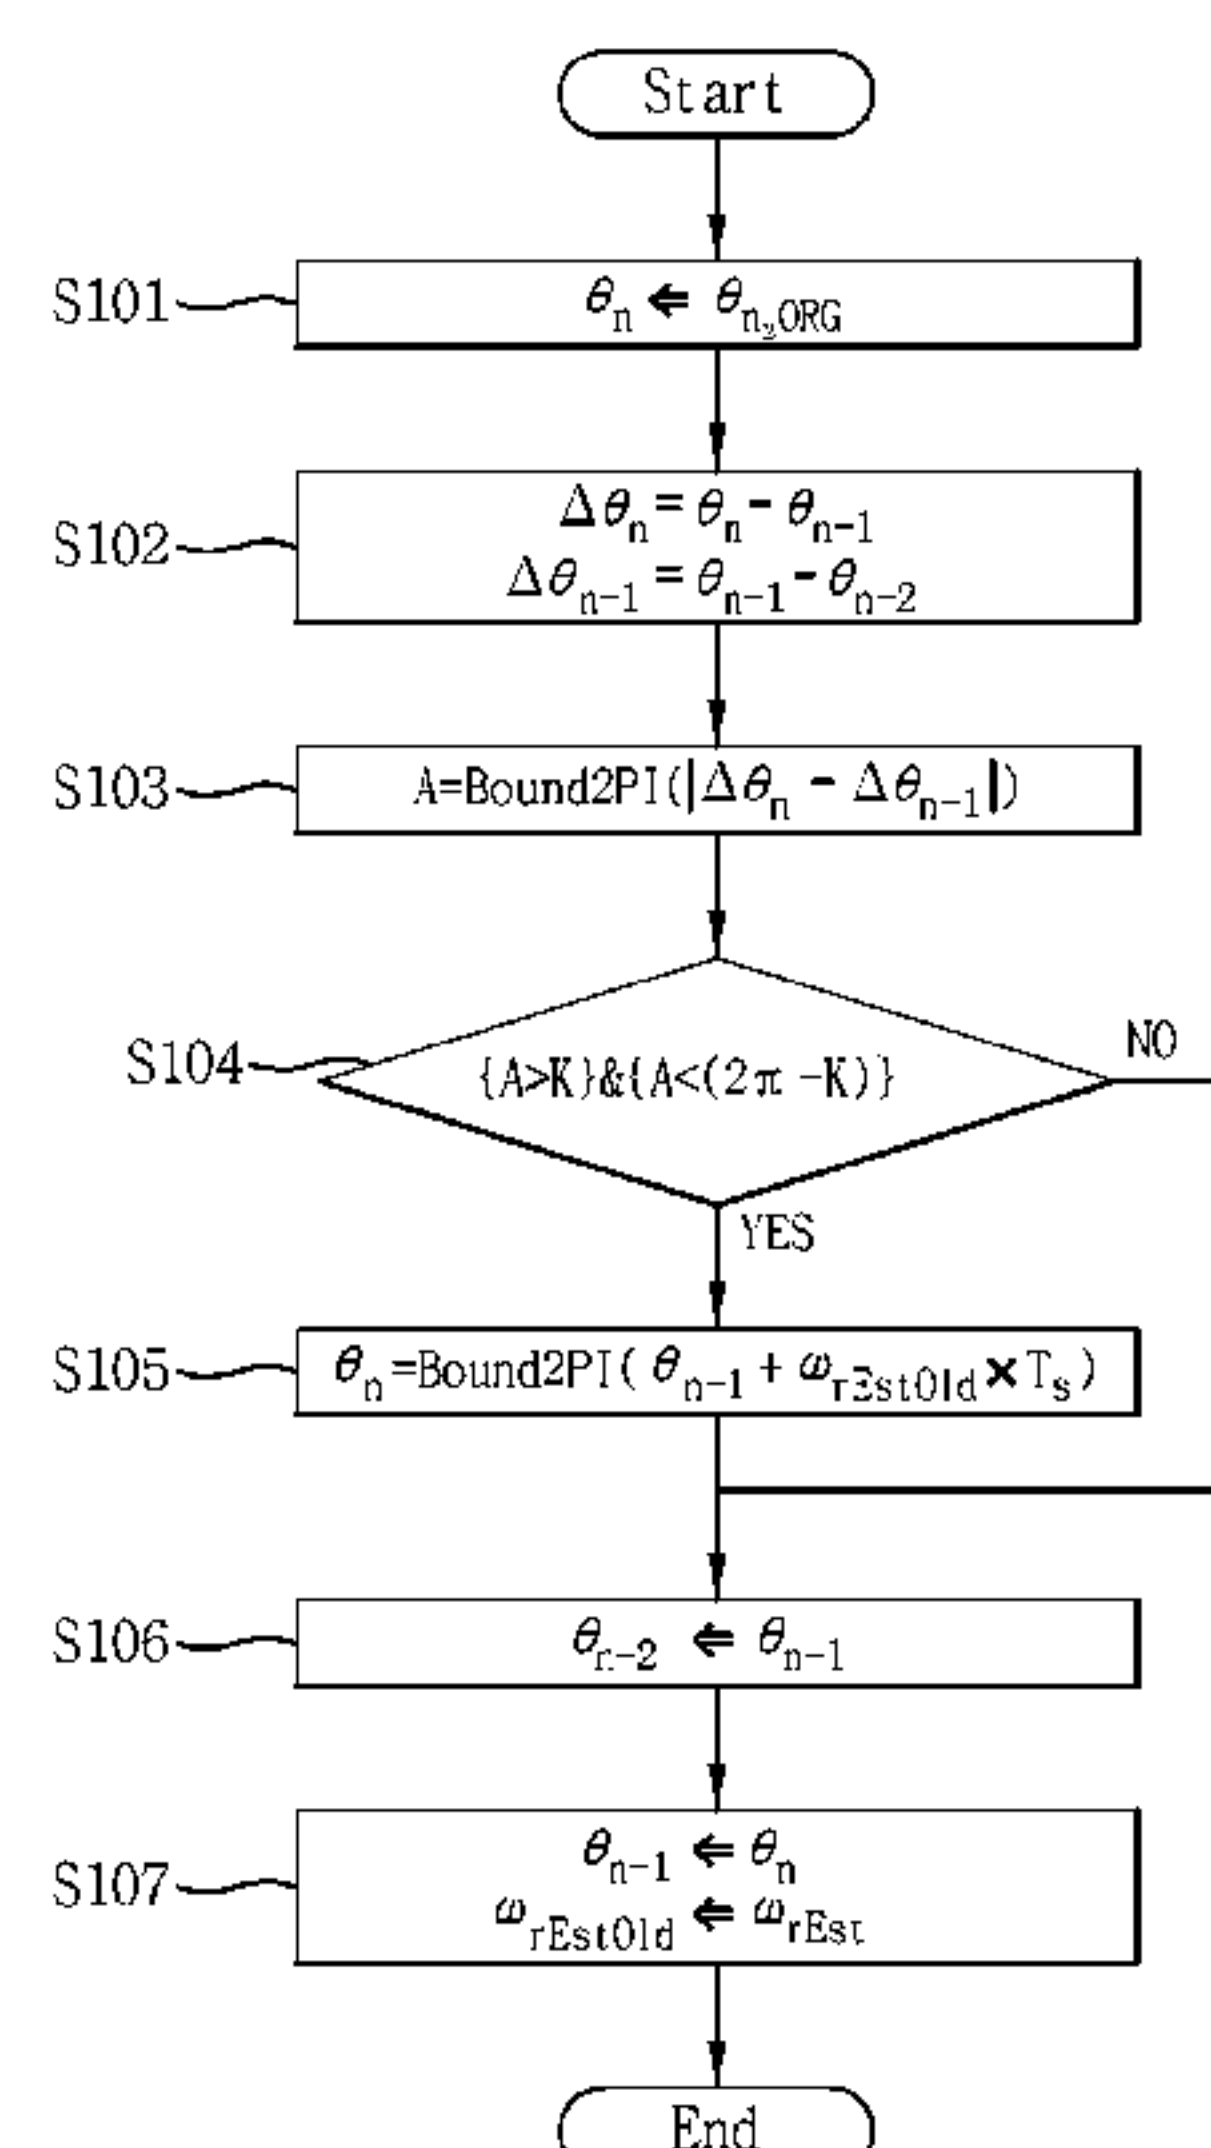 Start
S101
θn ⇐ θn,ORG
S102
Δθn = θn - θn-1
Δθn-1 = θn-1 - θn-2
S103
A=Bound2PI(|Δθn - Δθn-1|)
S104
{A>K}&{A<(2π-K)}
NO
YES
S105
θn=Bound2PI( θn-1 + ωrEstOld × Ts )
S106
θn-2 ⇐ θn-1
S107
θn-1 ⇐ θn
ωrEstOld ⇐ ωrEst
End